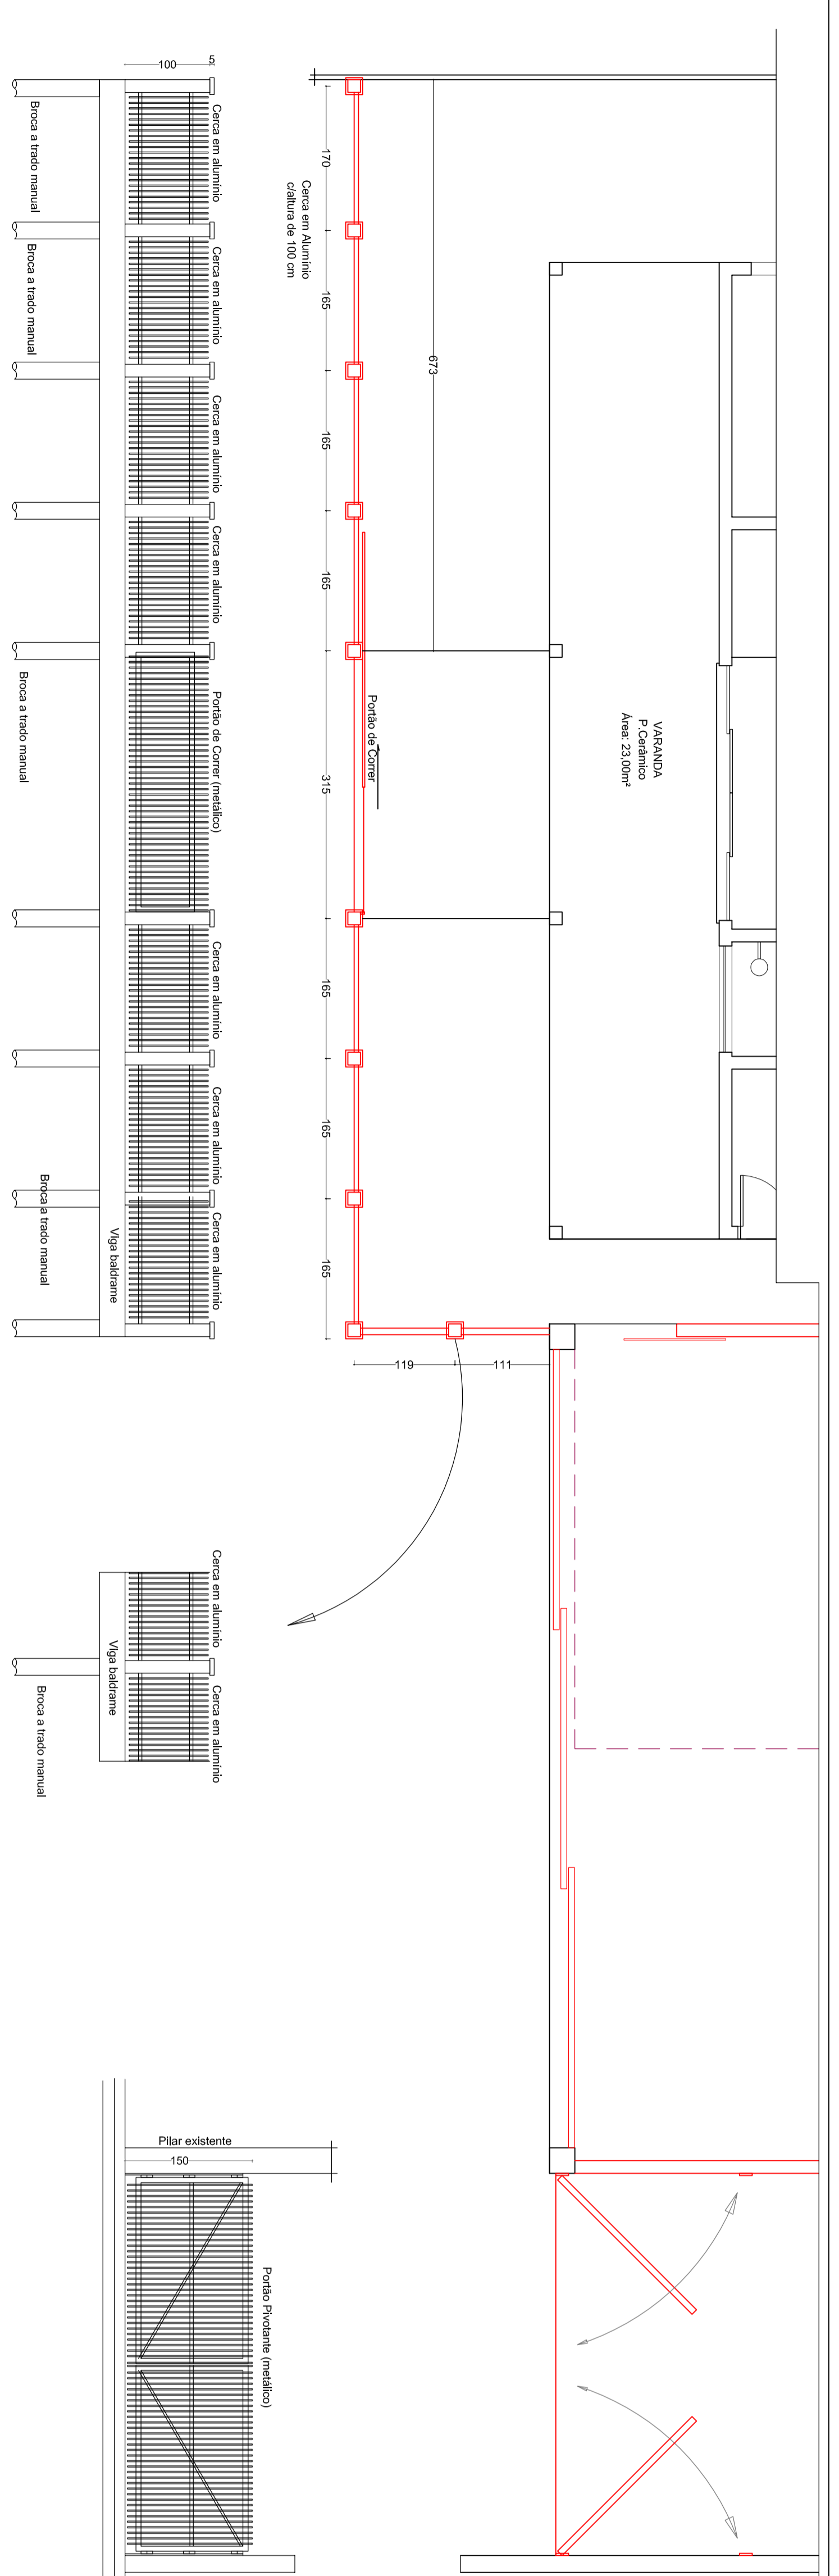 VARANDA
P.Cerâmico
Área: 23,00m²
673
Portão de Correr
Cerca em Alumínio
c/altura de 100 cm
170
165
165
165
315
165
165
165
119
111
5
100
Cerca em alumínio
Cerca em alumínio
Cerca em alumínio
Cerca em alumínio
Portão de Correr (metálico)
Cerca em alumínio
Cerca em alumínio
Cerca em alumínio
Viga baldrame
Broca a trado manual
Broca a trado manual
Broca a trado manual
Broca a trado manual
Cerca em alumínio
Cerca em alumínio
Viga baldrame
Broca a trado manual
Pilar existente
150
Portão Pivotante (metálico)